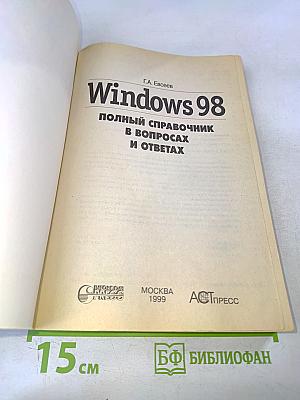 Г.А. Евсеев
Windows 98
ПОЛНЫЙ СПРАВОЧНИК
В ВОПРОСАХ
И ОТВЕТАХ
МОСКВА
1999
АСТ ПРЕСС
15 см
БФ БИБЛИОФАН